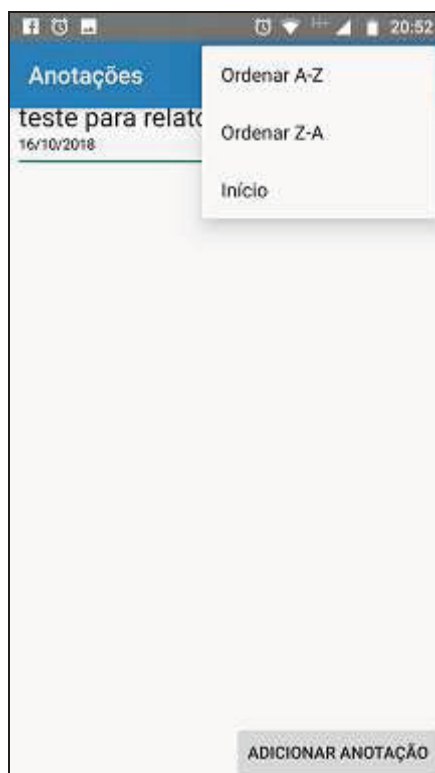 20:52
Anotações
Ordenar A-Z
teste para relato
16/10/2018
Ordenar Z-A
Início
ADICIONAR ANOTAÇÃO